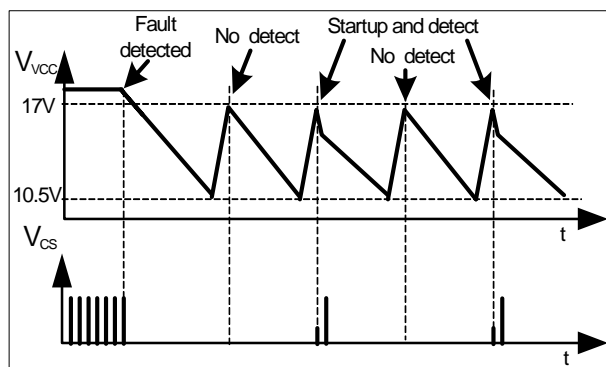 Fault
detected
No detect
Startup and detect
No detect
VVCC
17V
10.5V
t
VCS
t